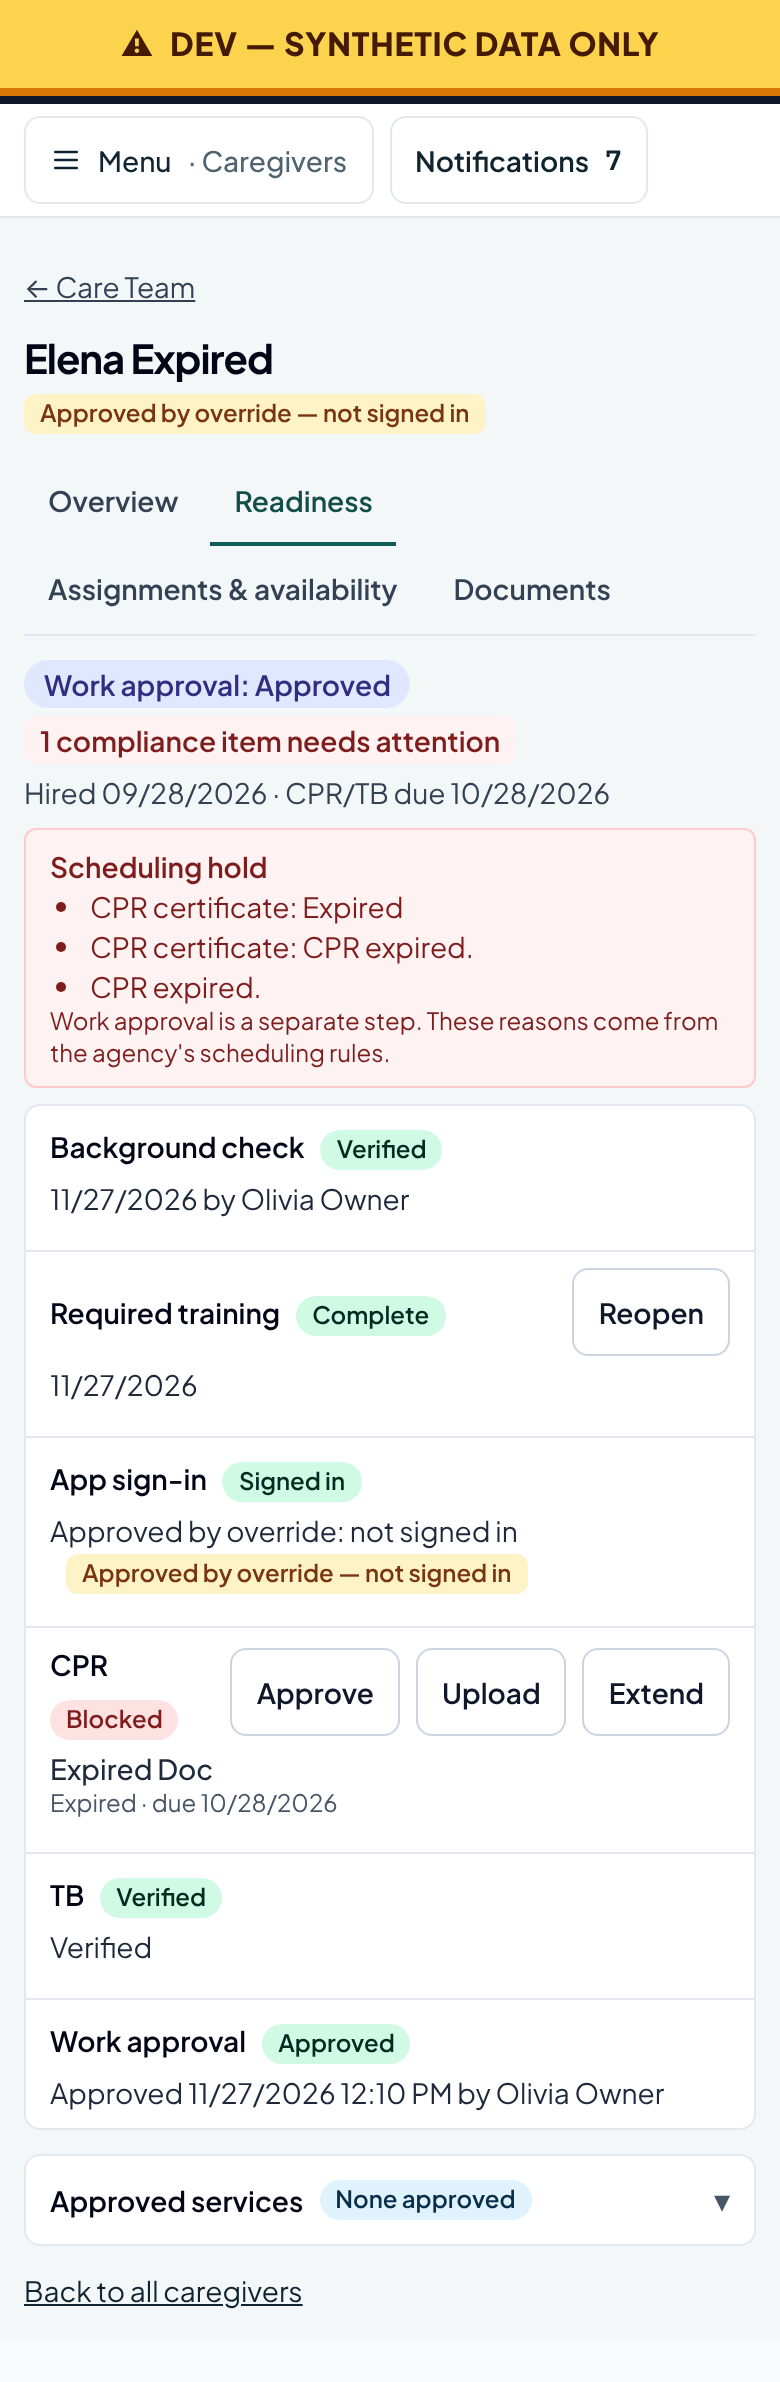 ⚠ DEV — SYNTHETIC DATA ONLY
☰ Menu · Caregivers Notifications 7
← Care Team
Elena Expired
Approved by override — not signed in
Overview Readiness
Assignments & availability Documents
Work approval: Approved
1 compliance item needs attention
Hired 09/28/2026 · CPR/TB due 10/28/2026
Scheduling hold
• CPR certificate: Expired
• CPR certificate: CPR expired.
• CPR expired.
Work approval is a separate step. These reasons come from
the agency's scheduling rules.
Background check Verified
11/27/2026 by Olivia Owner
Required training Complete Reopen
11/27/2026
App sign-in Signed in
Approved by override: not signed in
Approved by override — not signed in
CPR Approve Upload Extend
Blocked
Expired Doc
Expired · due 10/28/2026
TB Verified
Verified
Work approval Approved
Approved 11/27/2026 12:10 PM by Olivia Owner
Approved services None approved ▼
Back to all caregivers